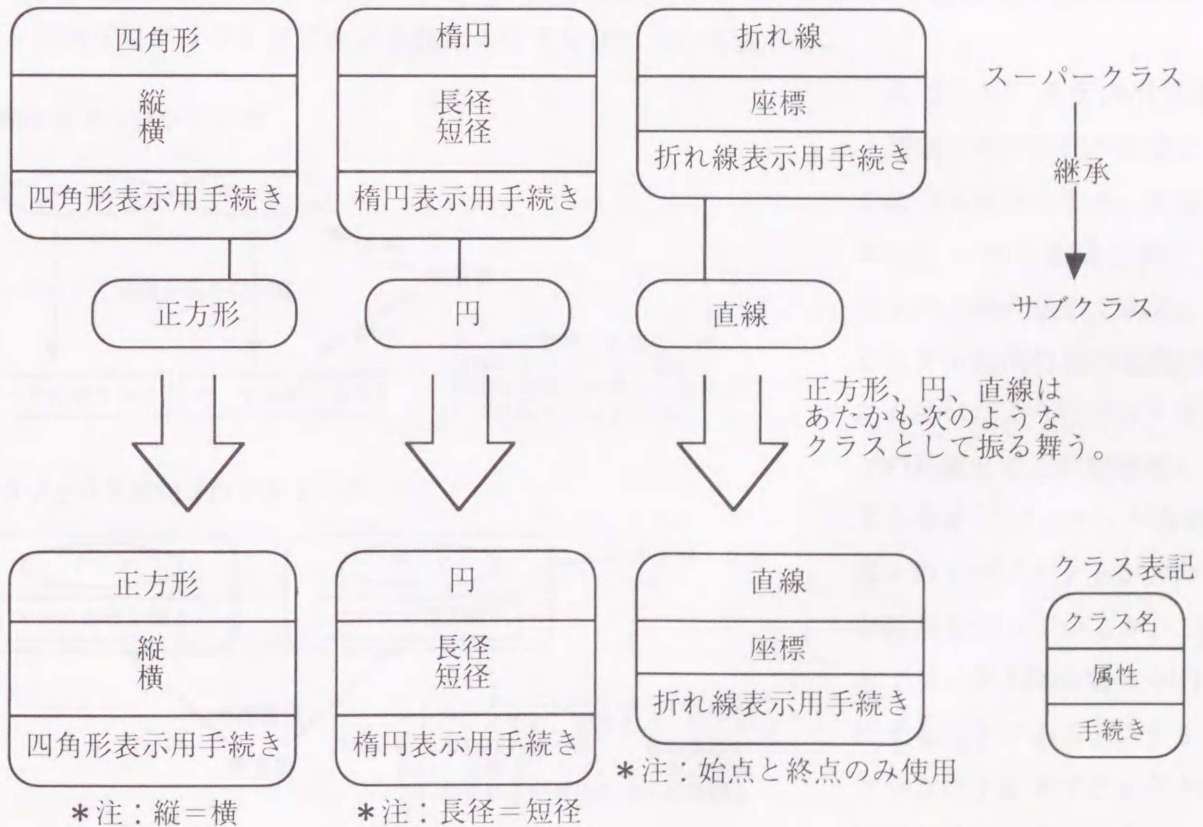 四角形
縦
横
四角形表示用手続き
楕円
長径
短径
楕円表示用手続き
折れ線
座標
折れ線表示用手続き
スーパークラス
継承
サブクラス
正方形
円
直線
正方形、円、直線は
あたかも次のような
クラスとして振る舞う。
正方形
縦
横
四角形表示用手続き
*注：縦＝横
円
長径
短径
楕円表示用手続き
*注：長径＝短径
直線
座標
折れ線表示用手続き
*注：始点と終点のみ使用
クラス表記
クラス名
属性
手続き